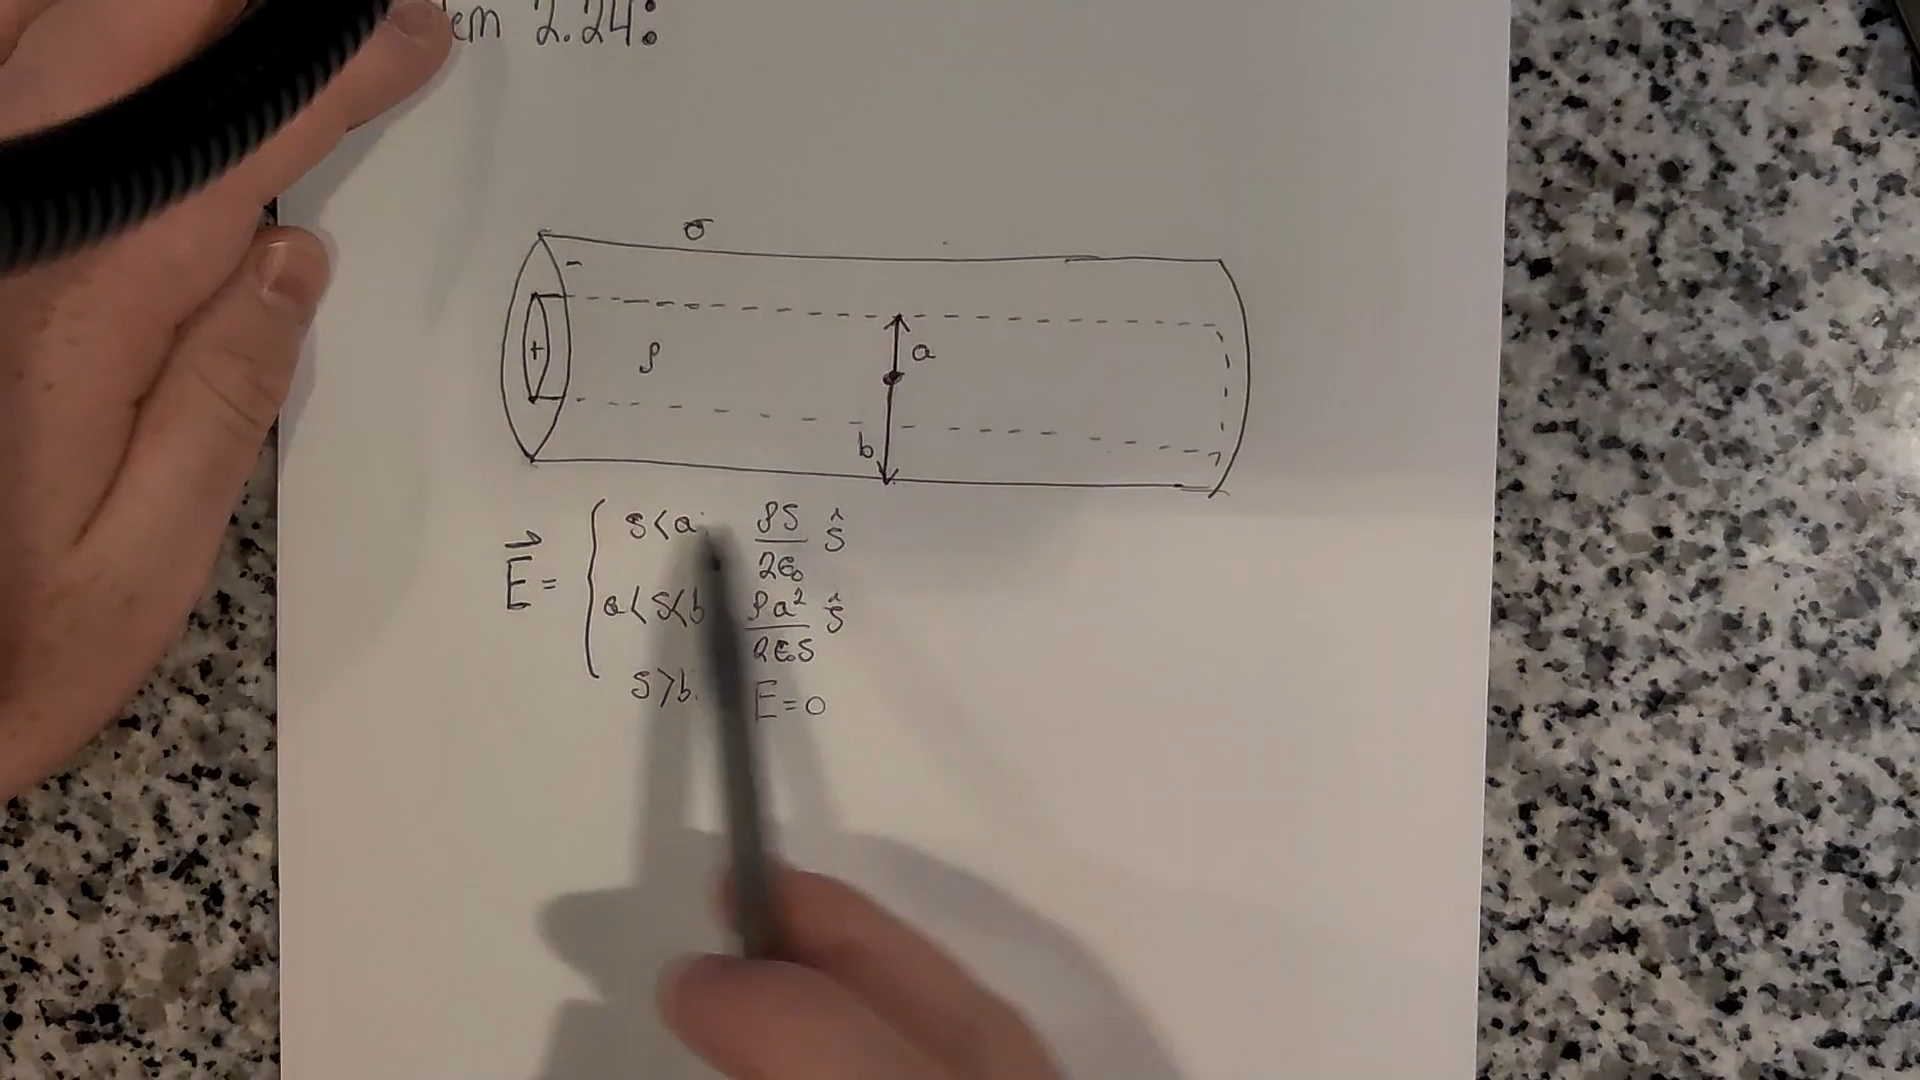 em 2.24:
σ
-
+ ρ a
b
E⃗ = { s<a: ρs/2ϵ₀ ŝ
a<s<b ρa²/2ϵ₀s ŝ
s>b: E=0